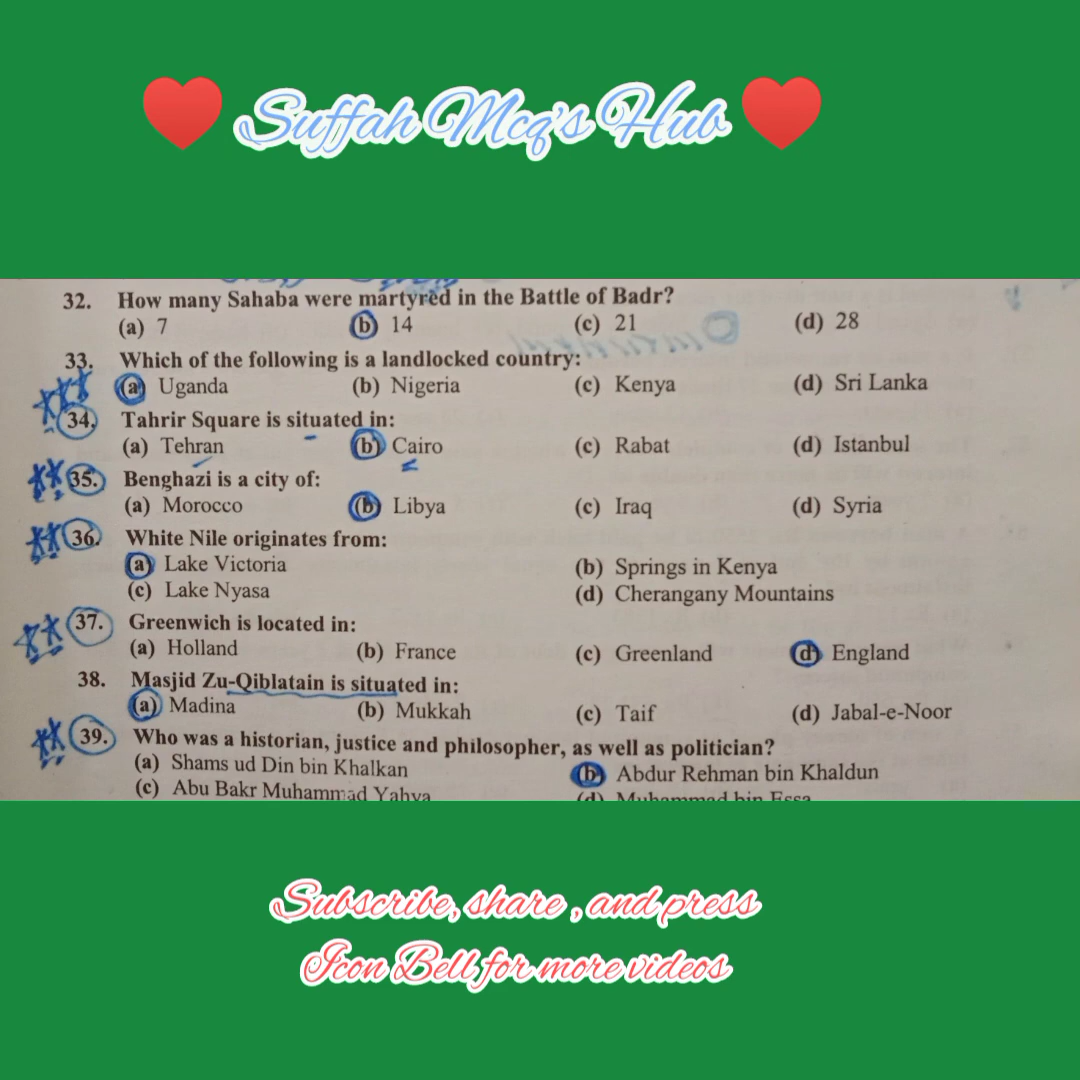 Suffah Mcq's Hub
32. How many Sahaba were martyred in the Battle of Badr?
(a) 7 (b) 14 (c) 21 (d) 28
33. Which of the following is a landlocked country:
(a) Uganda (b) Nigeria (c) Kenya (d) Sri Lanka
34. Tahrir Square is situated in:
(a) Tehran (b) Cairo (c) Rabat (d) Istanbul
35. Benghazi is a city of:
(a) Morocco (b) Libya (c) Iraq (d) Syria
36. White Nile originates from:
(a) Lake Victoria (b) Springs in Kenya
(c) Lake Nyasa (d) Cherangany Mountains
37. Greenwich is located in:
(a) Holland (b) France (c) Greenland (d) England
38. Masjid Zu-Qiblatain is situated in:
(a) Madina (b) Mukkah (c) Taif (d) Jabal-e-Noor
39. Who was a historian, justice and philosopher, as well as politician?
(a) Shams ud Din bin Khalkan (b) Abdur Rehman bin Khaldun
(c) Abu Bakr Muhammad Yahya (d) Muhammad bin Essa
Subscribe, share , and press
Icon Bell for more videos